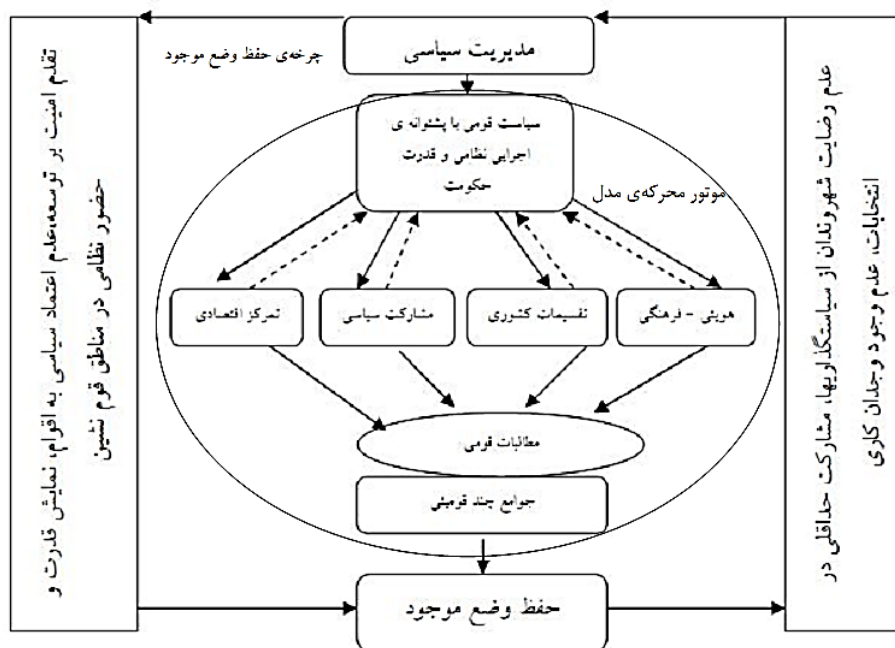 مدیریت سیاسی
چرخه‌ی حفظ وضع موجود
سیاست قومی با پشتوانه ی
اجرایی نظامی و قدرت
حکومت
موتور محرکه‌ی مدل
هویتی - فرهنگی
تقسیمات کشوری
مشارکت سیاسی
تمرکز اقتصادی
مطالبات قومی
جوامع چند قومیتی
حفظ وضع موجود
عدم رضایت شهروندان از سیاستگذاریها، مشارکت حداقلی در
انتخابات، عدم وجود وجدان کاری
تقدم امنیت بر توسعه،عدم اعتماد سیاسی به اقوام، نمایش قدرت و
حضور نظامی در مناطق قوم نشین